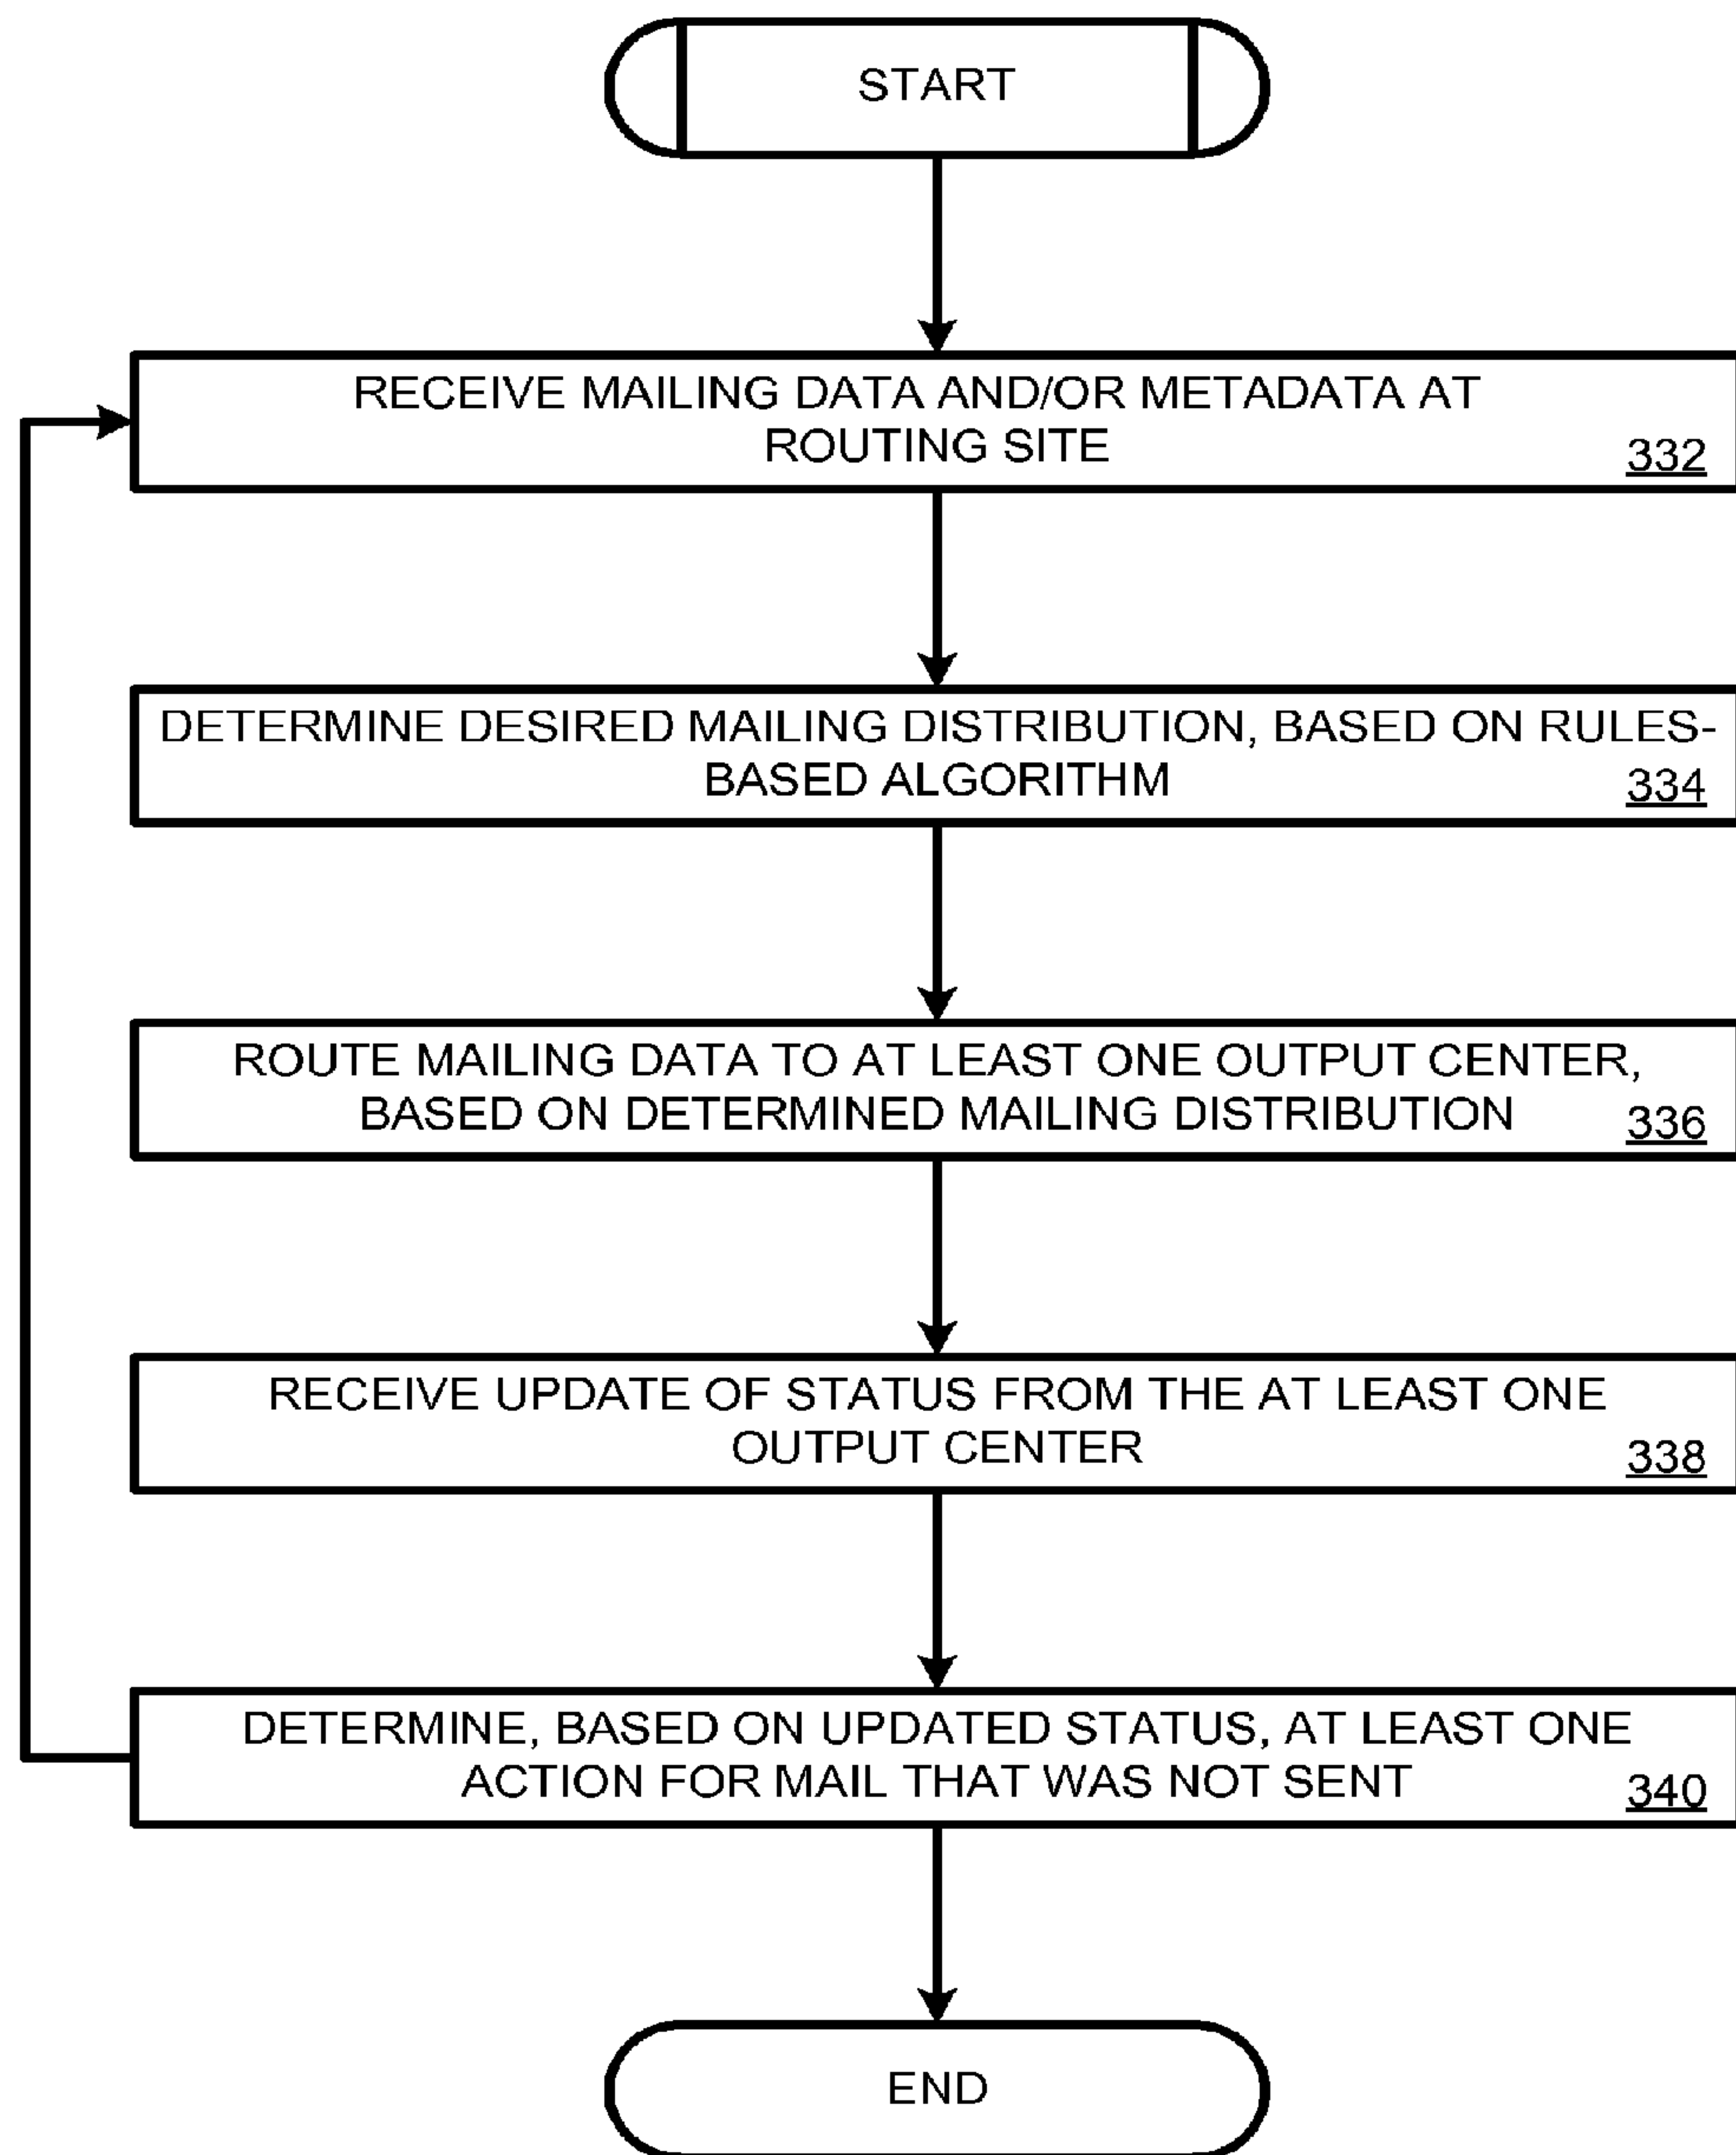 START
RECEIVE MAILING DATA AND/OR METADATA AT
ROUTING SITE
332
DETERMINE DESIRED MAILING DISTRIBUTION, BASED ON RULES-
BASED ALGORITHM
334
ROUTE MAILING DATA TO AT LEAST ONE OUTPUT CENTER,
BASED ON DETERMINED MAILING DISTRIBUTION
336
RECEIVE UPDATE OF STATUS FROM THE AT LEAST ONE
OUTPUT CENTER
338
DETERMINE, BASED ON UPDATED STATUS, AT LEAST ONE
ACTION FOR MAIL THAT WAS NOT SENT
340
END